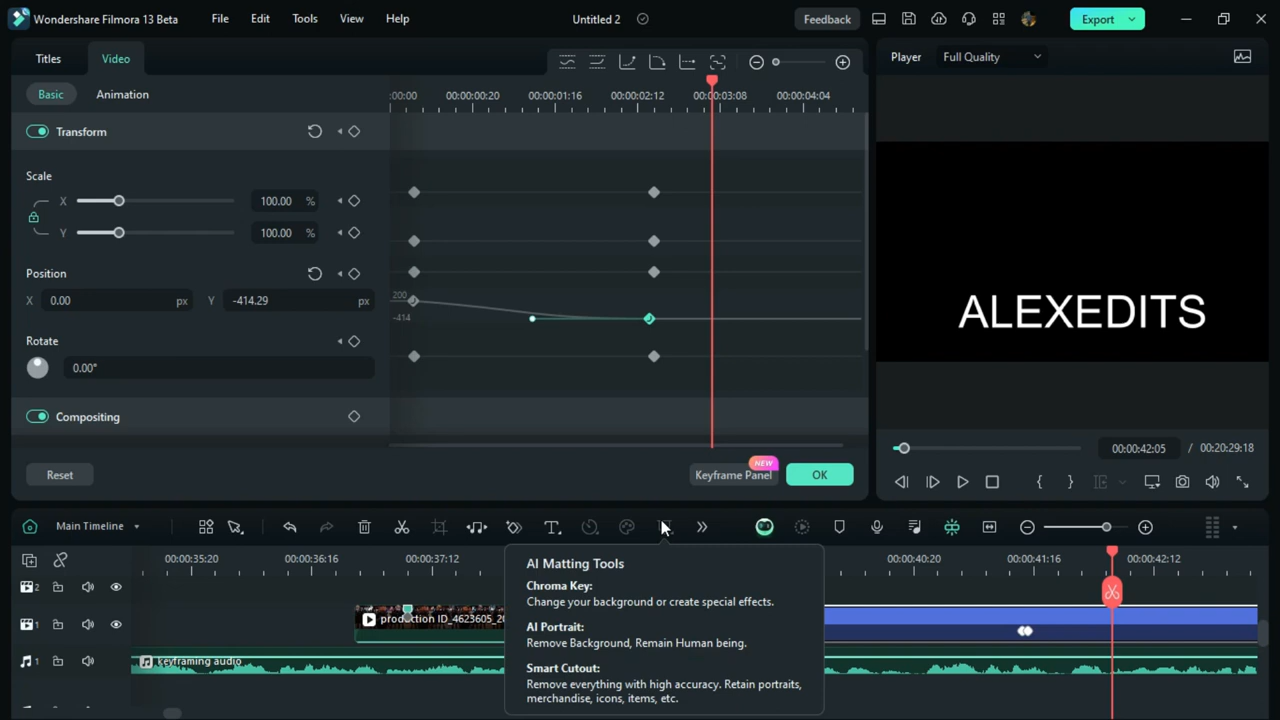 Wondershare Filmora 13 Beta
File Edit Tools View Help
Untitled 2
Feedback
Export
Titles Video
Basic Animation
:00:00 00:00:00:20 00:00:01:16 00:00:02:12 00:00:03:08 00:00:04:04
Transform
Scale
X 100.00 %
Y 100.00 %
Position
X 0.00 px Y -414.29 px
200
-414
Rotate
0.00°
Compositing
Reset
NEW
Keyframe Panel
OK
Player Full Quality
ALEXEDITS
00:00:42:05 / 00:20:29:18
Main Timeline
00:00:35:20 00:00:36:16 00:00:37:12 00:00:40:20 00:00:41:16 00:00:42:12
2
1
production ID_4623605_20
1
keyframing audio
AI Matting Tools
Chroma Key:
Change your background or create special effects.
AI Portrait:
Remove Background, Remain Human being.
Smart Cutout:
Remove everything with high accuracy. Retain portraits,
merchandise, icons, items, etc.